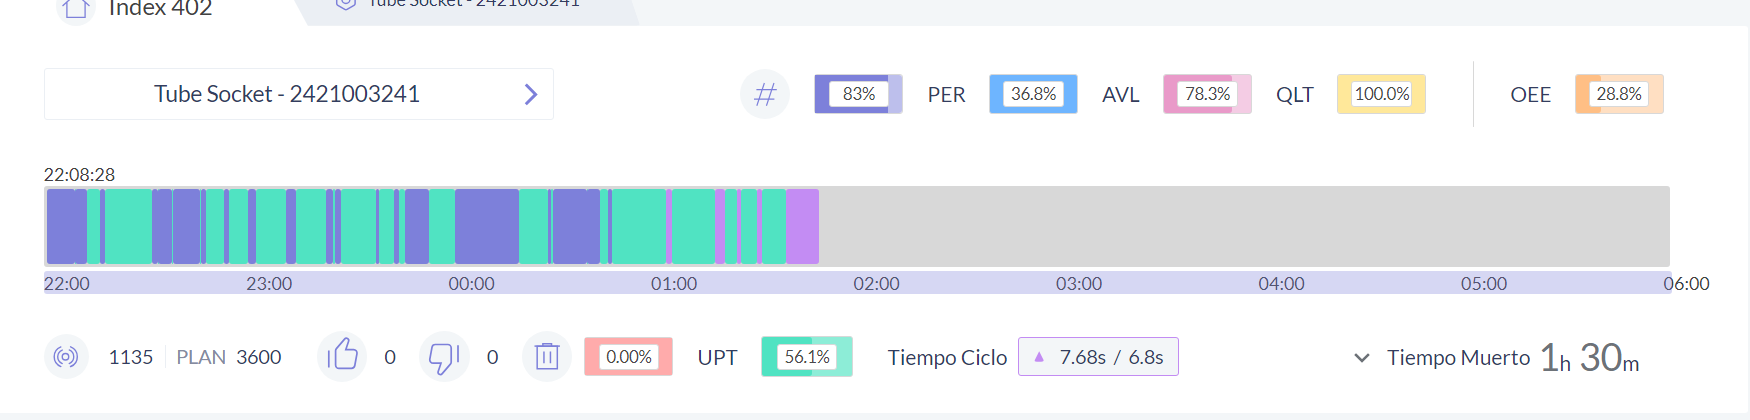 Index 402
Tube Socket - 2421003241
Tube Socket - 2421003241
83% PER 36.8% AVL 78.3% QLT 100.0% OEE 28.8%
22:08:28
22:00 23:00 00:00 01:00 02:00 03:00 04:00 05:00 06:00
1135 PLAN 3600 0 0 0.00% UPT 56.1% Tiempo Ciclo 7.68s / 6.8s Tiempo Muerto 1h 30m